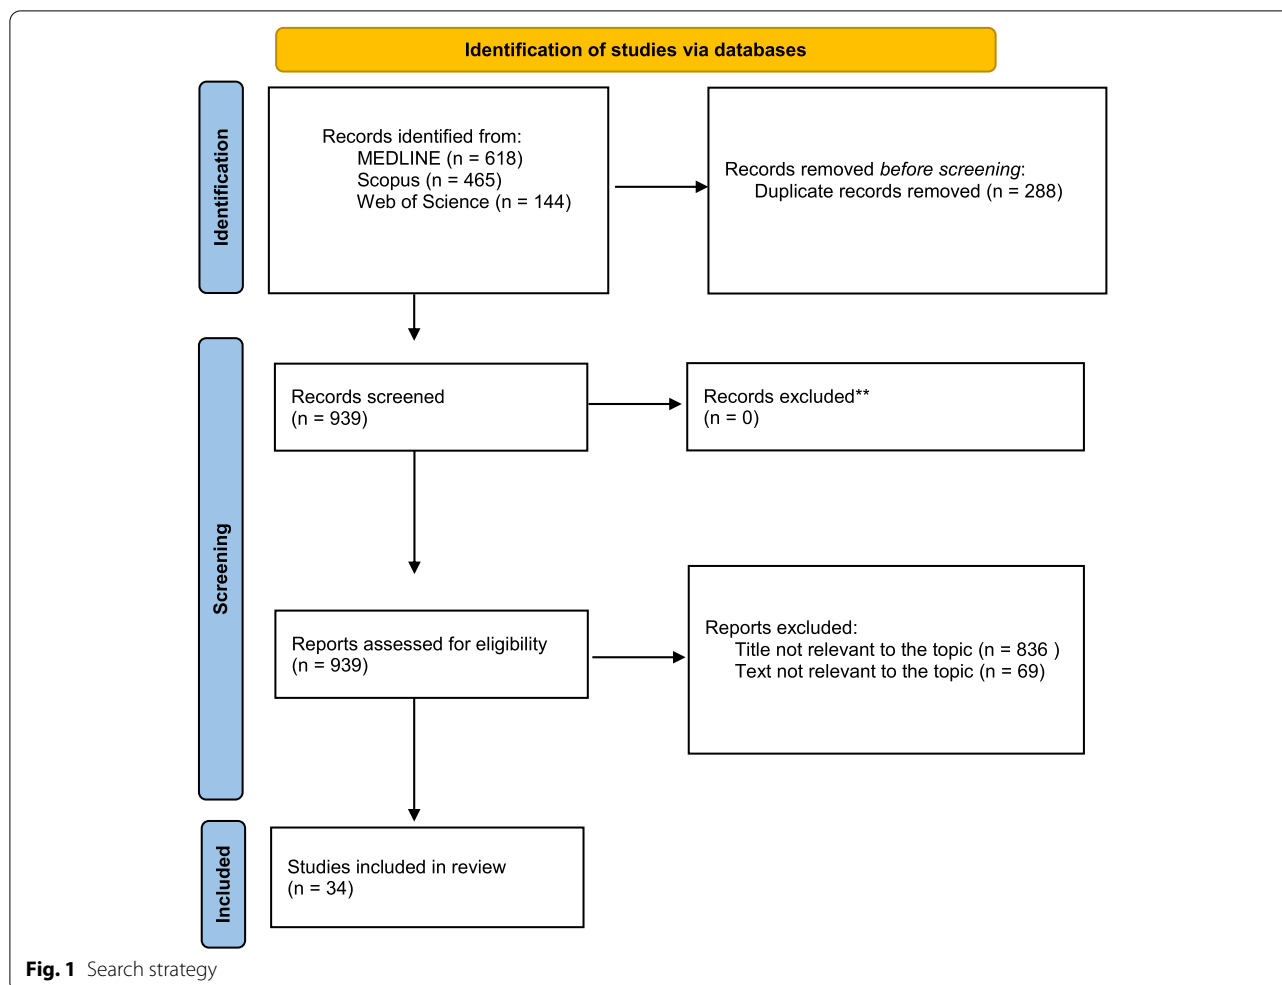 Identification of studies via databases
Identification
Records identified from:
MEDLINE (n = 618)
Scopus (n = 465)
Web of Science (n = 144)
Records removed before screening:
Duplicate records removed (n = 288)
Screening
Records screened
(n = 939)
Records excluded**
(n = 0)
Reports assessed for eligibility
(n = 939)
Reports excluded:
Title not relevant to the topic (n = 836 )
Text not relevant to the topic (n = 69)
Included
Studies included in review
(n = 34)
Fig. 1 Search strategy